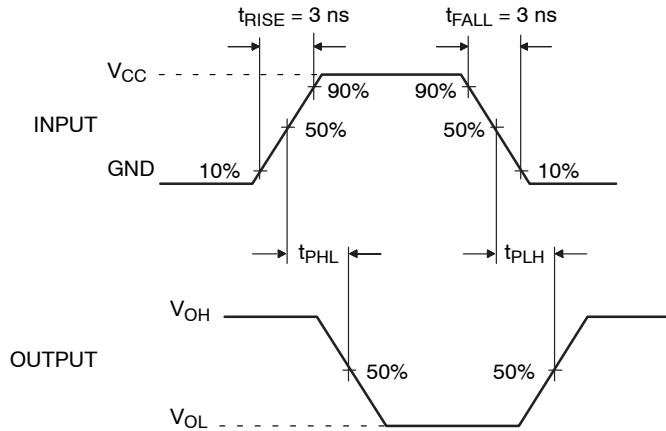 tRISE = 3 ns
tFALL = 3 ns
VCC
90%
90%
INPUT
50%
50%
GND
10%
10%
tPHL
tPLH
VOH
OUTPUT
50%
50%
VOL